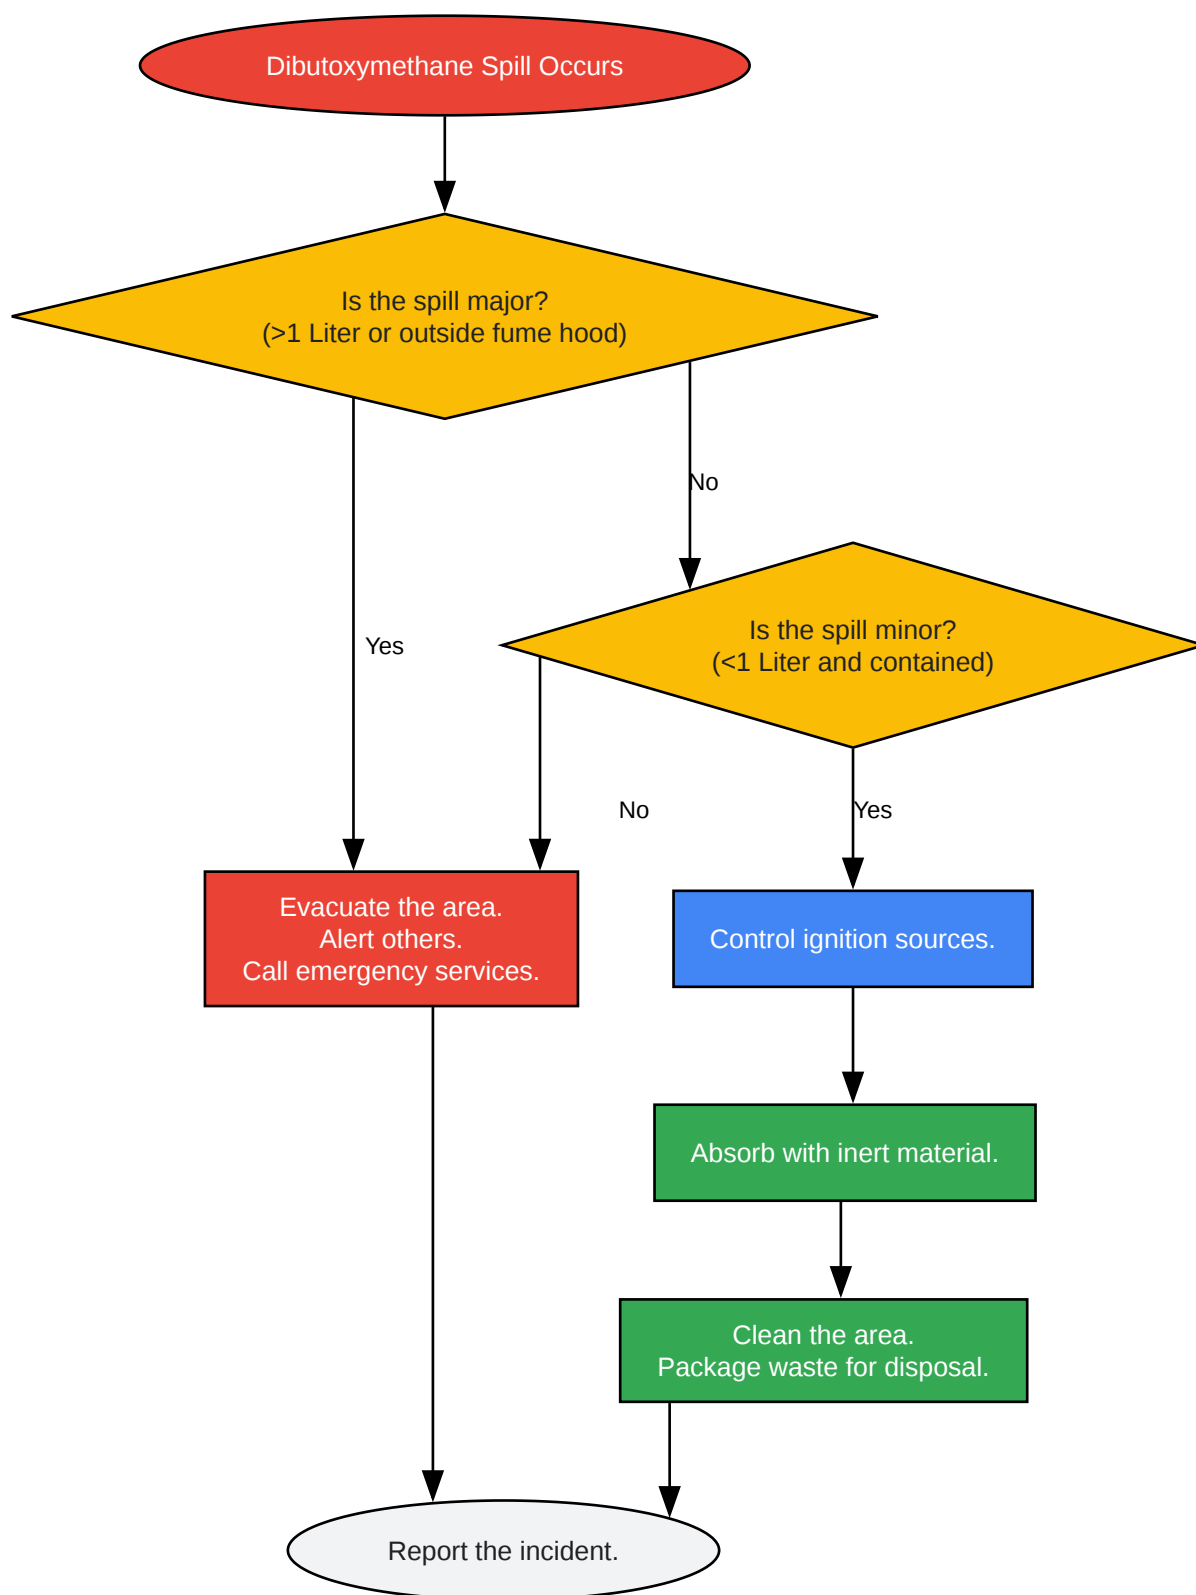 Dibutoxymethane Spill Occurs
Is the spill major?
(>1 Liter or outside fume hood)
No
Is the spill minor?
(<1 Liter and contained)
Yes
No
Yes
Evacuate the area.
Alert others.
Call emergency services.
Control ignition sources.
Absorb with inert material.
Clean the area.
Package waste for disposal.
Report the incident.